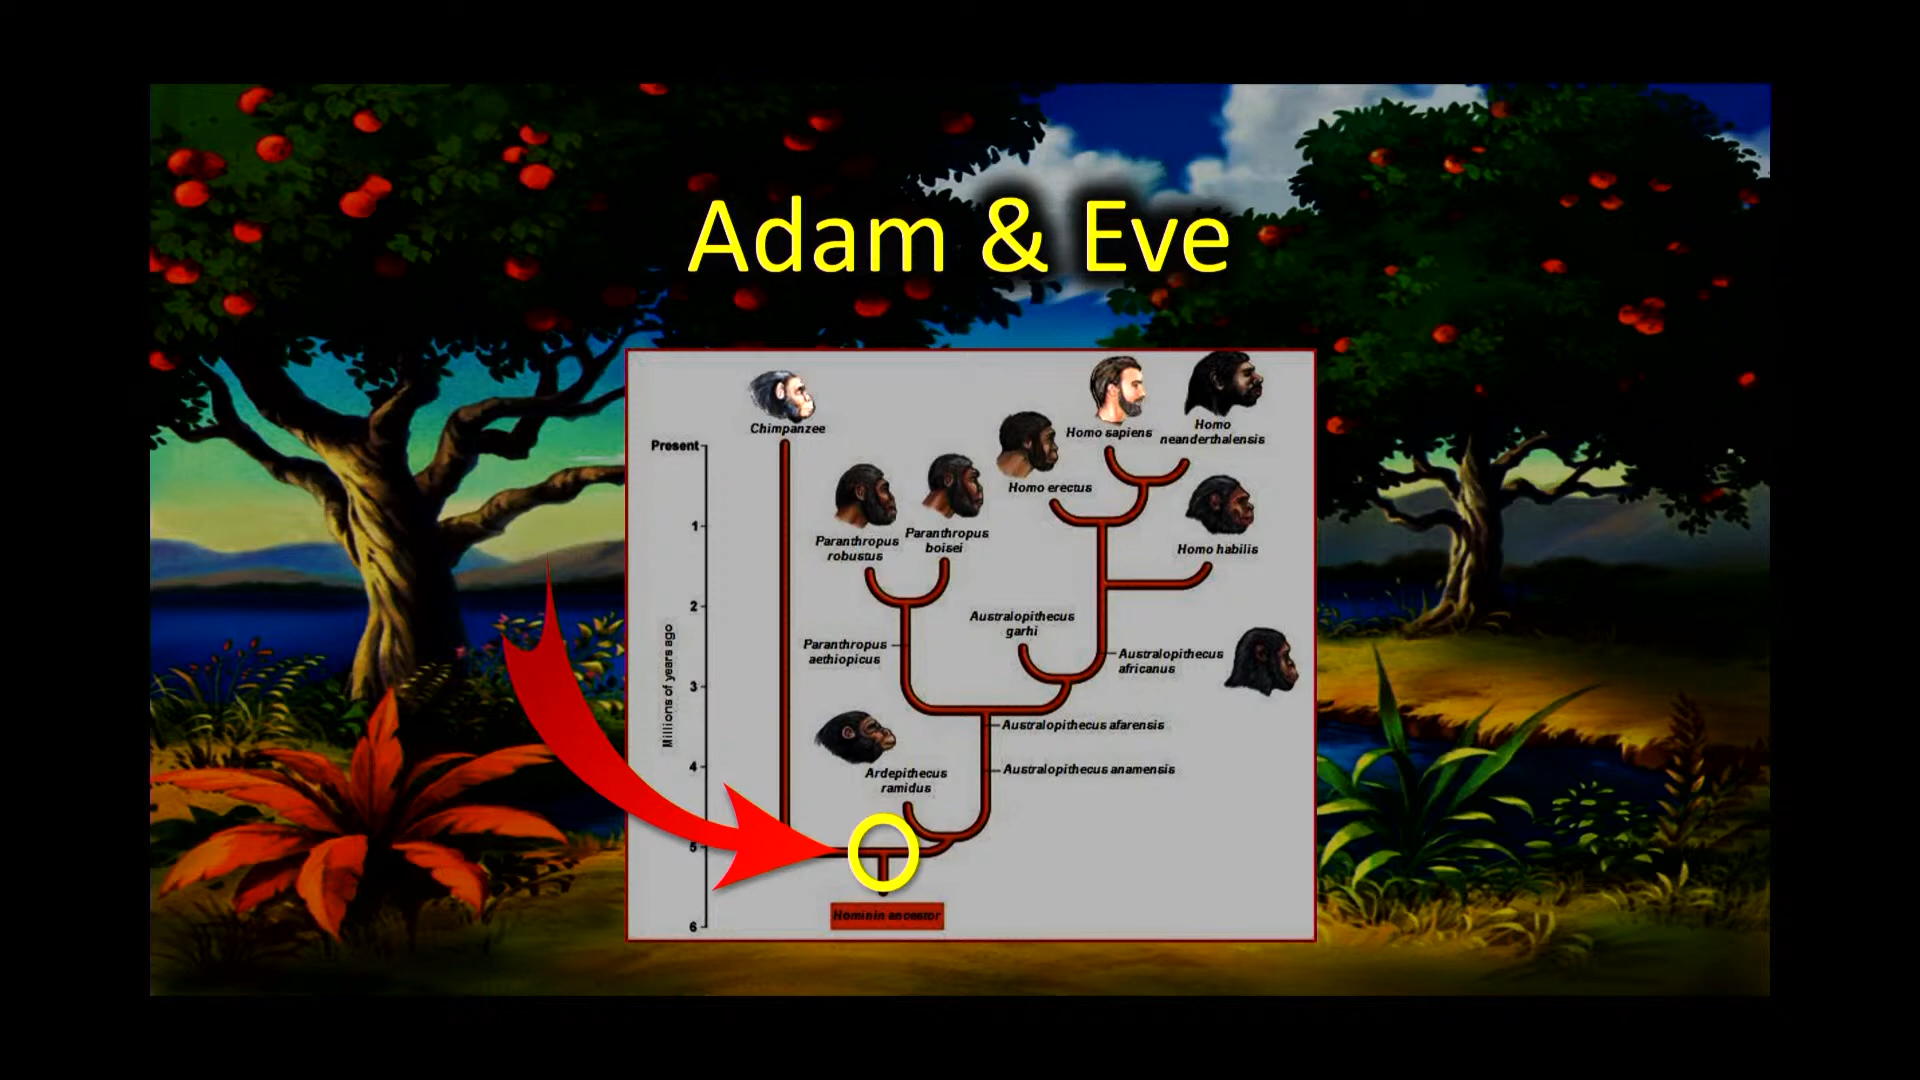 Adam & Eve
Chimpanzee
Present
Homo sapiens
Homo
neanderthalensis
Homo erectus
1
Paranthropus
robustus
Paranthropus
boisei
Homo habilis
2
Australopithecus
garhi
Paranthropus
aethiopicus
Australopithecus
africanus
Millions of years ago
3
Australopithecus afarensis
4
Ardepithecus
ramidus
Australopithecus anamensis
5
Hominin ancestor
6